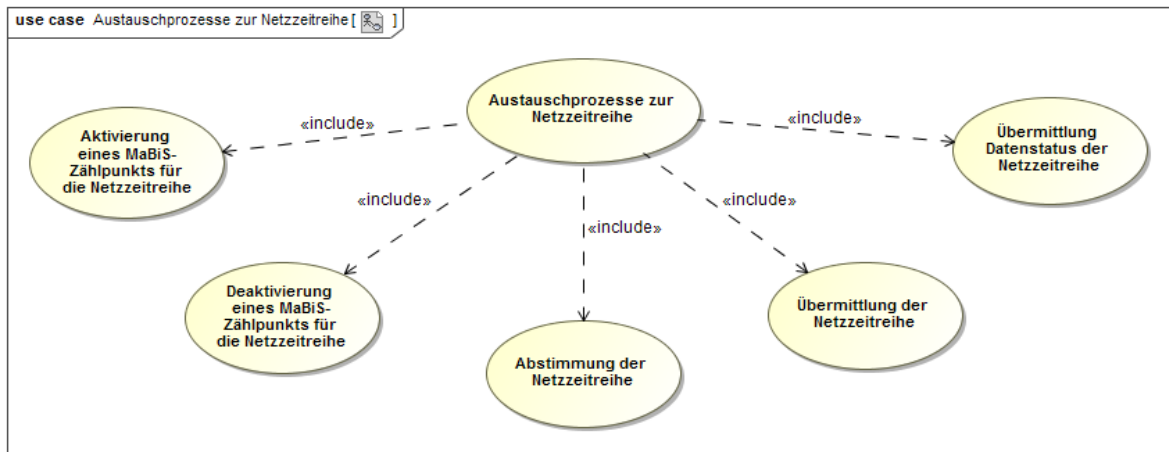 use case Austauschprozesse zur Netzzeitreihe [ ]
Austauschprozesse zur
Netzzeitreihe
«include»
«include»
«include»
«include»
«include»
Aktivierung
eines MaBiS-
Zählpunkts für
die Netzzeitreihe
Übermittlung
Datenstatus der
Netzzeitreihe
Deaktivierung
eines MaBiS-
Zählpunkts für
die Netzzeitreihe
Übermittlung der
Netzzeitreihe
Abstimmung der
Netzzeitreihe